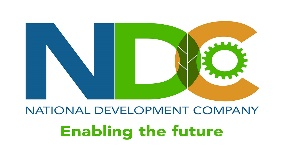 NDC
NATIONAL DEVELOPMENT COMPANY
Enabling the future